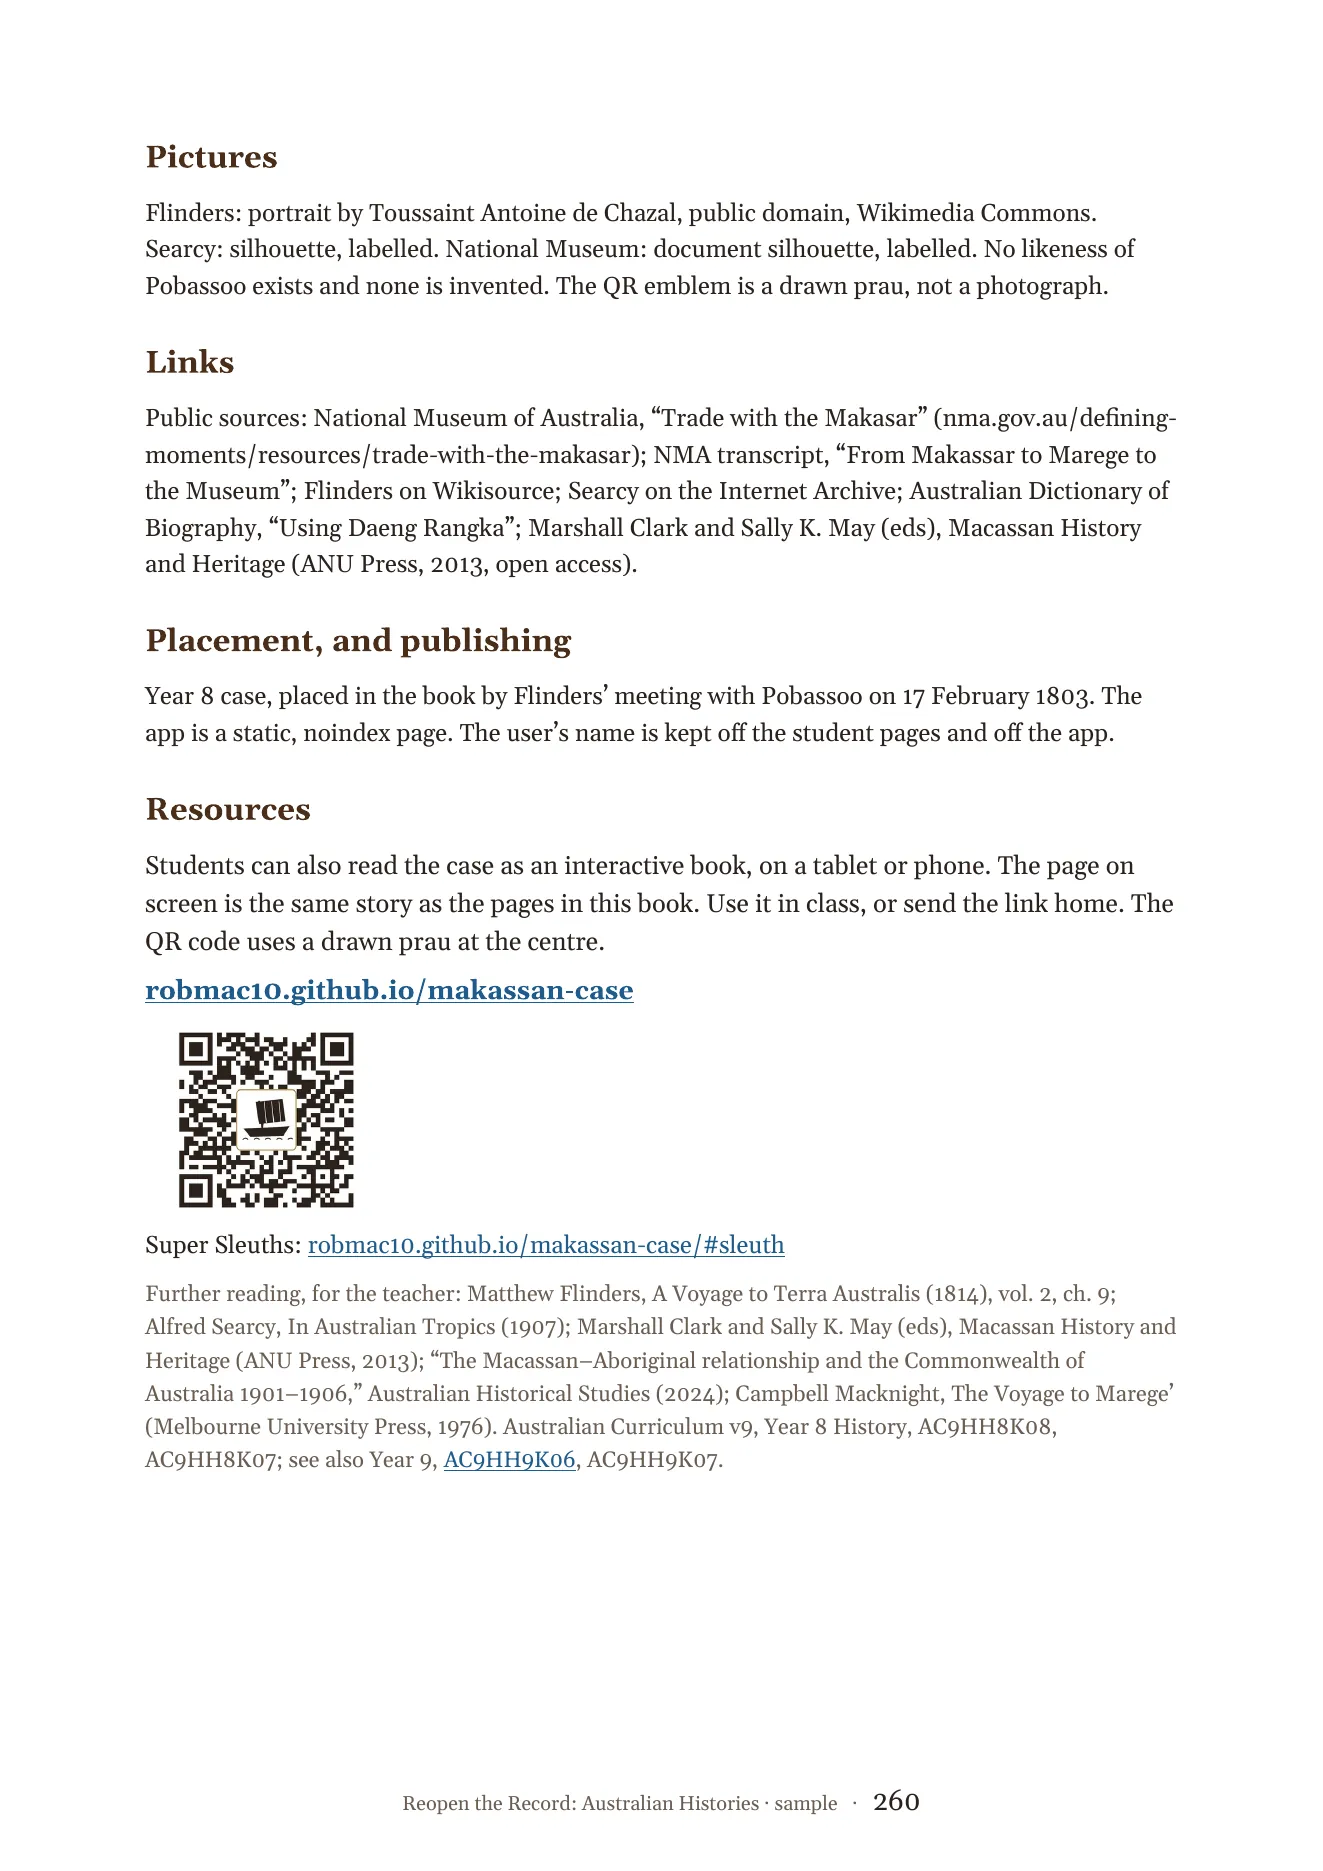 Pictures
Flinders: portrait by Toussaint Antoine de Chazal, public domain, Wikimedia Commons.
Searcy: silhouette, labelled. National Museum: document silhouette, labelled. No likeness of
Pobassoo exists and none is invented. The QR emblem is a drawn prau, not a photograph.
Links
Public sources: National Museum of Australia, “Trade with the Makasar” (nma.gov.au/defining-
moments/resources/trade-with-the-makasar); NMA transcript, “From Makassar to Marege to
the Museum”; Flinders on Wikisource; Searcy on the Internet Archive; Australian Dictionary of
Biography, “Using Daeng Rangka”; Marshall Clark and Sally K. May (eds), Macassan History
and Heritage (ANU Press, 2013, open access).
Placement, and publishing
Year 8 case, placed in the book by Flinders’ meeting with Pobassoo on 17 February 1803. The
app is a static, noindex page. The user’s name is kept off the student pages and off the app.
Resources
Students can also read the case as an interactive book, on a tablet or phone. The page on
screen is the same story as the pages in this book. Use it in class, or send the link home. The
QR code uses a drawn prau at the centre.
robmac10.github.io/makassan-case
Super Sleuths: robmac10.github.io/makassan-case/#sleuth
Further reading, for the teacher: Matthew Flinders, A Voyage to Terra Australis (1814), vol. 2, ch. 9;
Alfred Searcy, In Australian Tropics (1907); Marshall Clark and Sally K. May (eds), Macassan History and
Heritage (ANU Press, 2013); “The Macassan–Aboriginal relationship and the Commonwealth of
Australia 1901–1906,” Australian Historical Studies (2024); Campbell Macknight, The Voyage to Marege’
(Melbourne University Press, 1976). Australian Curriculum v9, Year 8 History, AC9HH8K08,
AC9HH8K07; see also Year 9, AC9HH9K06, AC9HH9K07.
Reopen the Record: Australian Histories · sample · 260